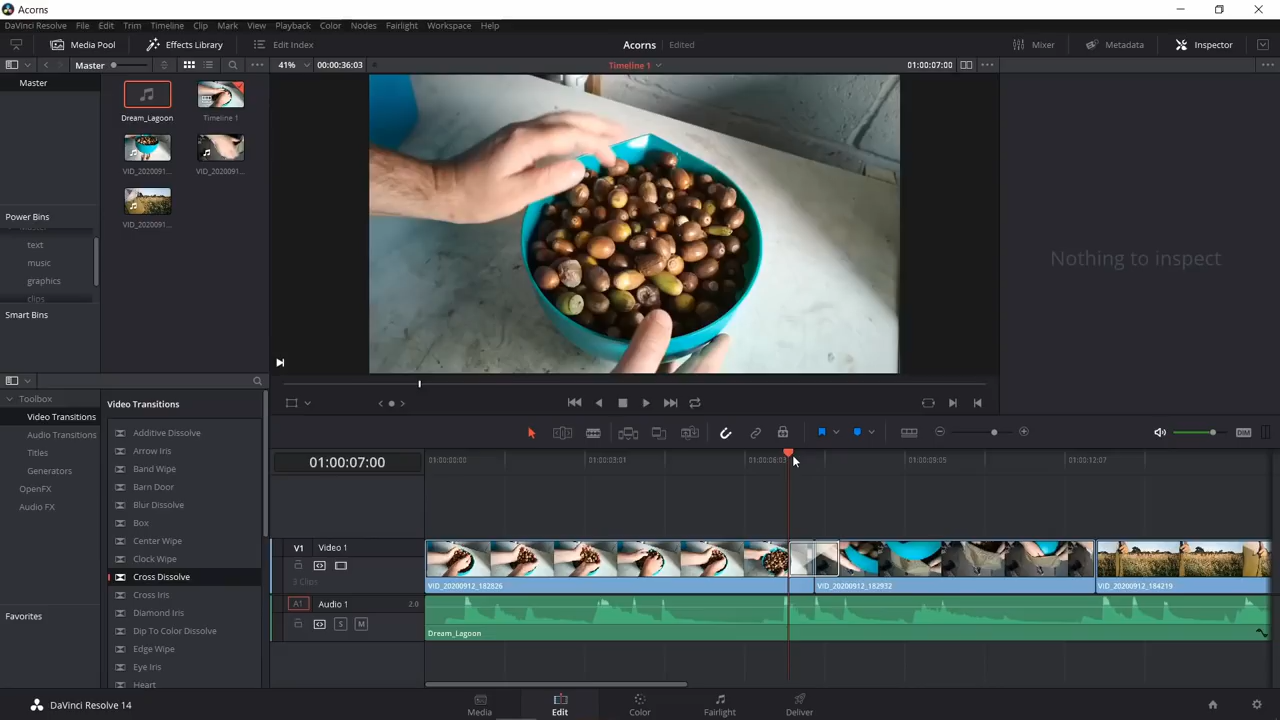 Acorns
DaVinci Resolve File Edit Trim Timeline Clip Mark View Playback Color Nodes Fairlight Workspace Help
Media Pool Effects Library Edit Index Acorns Edited Mixer Metadata Inspector
Master 41% 00:00:36:03 Timeline 1 01:00:07:00
Master
Dream_Lagoon Timeline 1
VID_2020091... VID_2020091...
Power Bins
VID_2020091...
text
music
graphics
clips
Smart Bins
Nothing to inspect
Toolbox
Video Transitions
Audio Transitions
Titles
Generators
OpenFX
Audio FX
Favorites
Video Transitions
Additive Dissolve
Arrow Iris
Band Wipe
Barn Door
Blur Dissolve
Box
Center Wipe
Clock Wipe
Cross Dissolve
Cross Iris
Diamond Iris
Dip To Color Dissolve
Edge Wipe
Eye Iris
Heart
DIM
01:00:07:00
01:00:00:00 01:00:03:01 01:00:09:05 01:00:12:07
V1 Video 1
3 Clips
VID_20200912_182826 VID_20200912_182932 VID_20200912_184219
A1 Audio 1 2.0
S M
Dream_Lagoon
DaVinci Resolve 14 Media Edit Color Fairlight Deliver